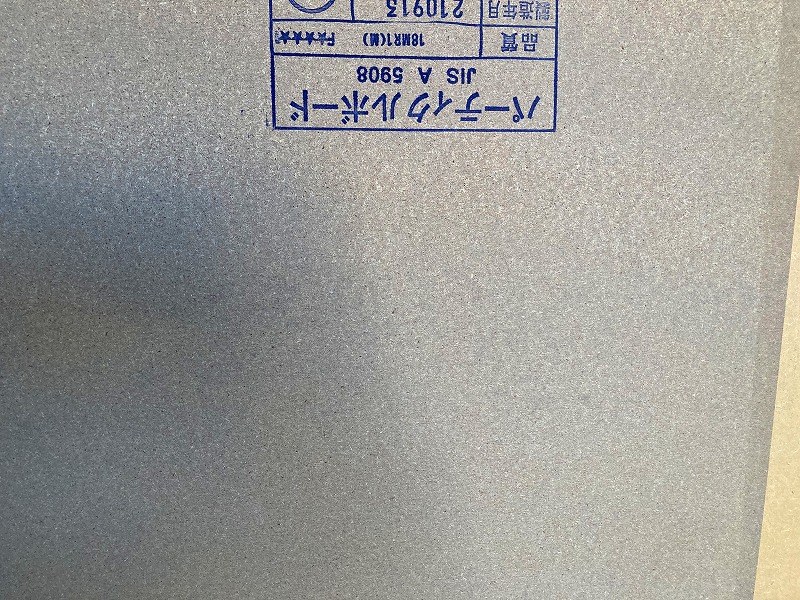 パーティクルボード
JIS A 5908
品質 18MR1(M) F☆☆☆☆
製造年月 210913